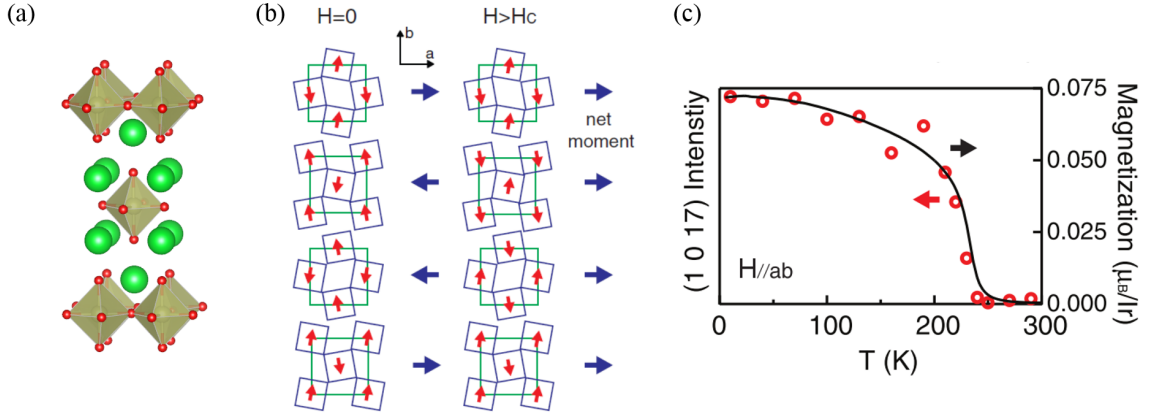 (a)
(b)
H=0
H>Hc
b
a
net
moment
(c)
(1 0 17) Intenstiy
H//ab
0.075
0.050
0.025
0.000
Magnetization (μB/Ir)
0
100
200
300
T (K)